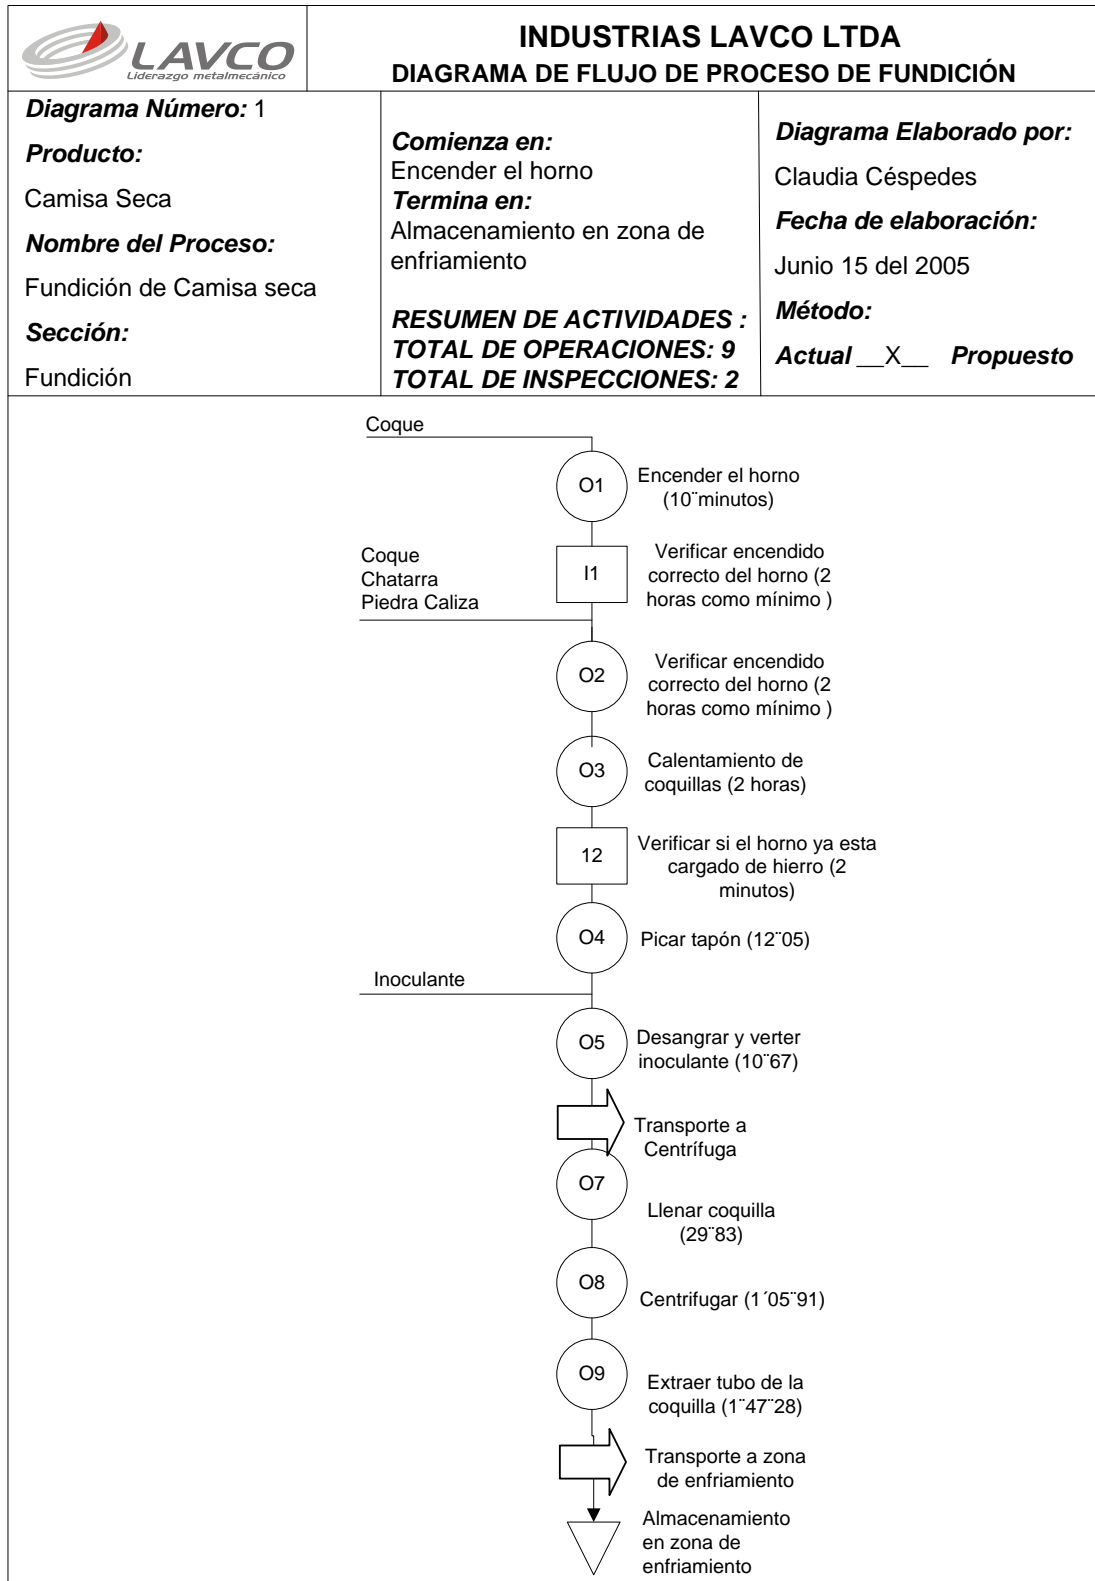 LAVCO
Liderazgo metalmecánico
INDUSTRIAS LAVCO LTDA
DIAGRAMA DE FLUJO DE PROCESO DE FUNDICIÓN
Diagrama Número: 1
Producto:
Camisa Seca
Nombre del Proceso:
Fundición de Camisa seca
Sección:
Fundición
Comienza en:
Encender el horno
Termina en:
Almacenamiento en zona de
enfriamiento
RESUMEN DE ACTIVIDADES :
TOTAL DE OPERACIONES: 9
TOTAL DE INSPECCIONES: 2
Diagrama Elaborado por:
Claudia Céspedes
Fecha de elaboración:
Junio 15 del 2005
Método:
Actual __X__ Propuesto
Coque
O1
Encender el horno
(10¨minutos)
I1
Verificar encendido
correcto del horno (2
horas como mínimo )
Coque
Chatarra
Piedra Caliza
O2
Verificar encendido
correcto del horno (2
horas como mínimo )
O3
Calentamiento de
coquillas (2 horas)
12
Verificar si el horno ya esta
cargado de hierro (2
minutos)
O4
Picar tapón (12¨05)
Inoculante
O5
Desangrar y verter
inoculante (10¨67)
Transporte a
Centrífuga
O7
Llenar coquilla
(29¨83)
O8
Centrifugar (1´05¨91)
O9
Extraer tubo de la
coquilla (1¨47¨28)
Transporte a zona
de enfriamiento
Almacenamiento
en zona de
enfriamiento